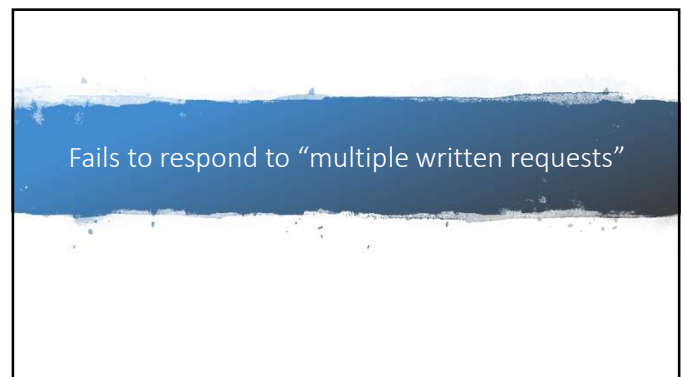 Fails to respond to “multiple written requests”